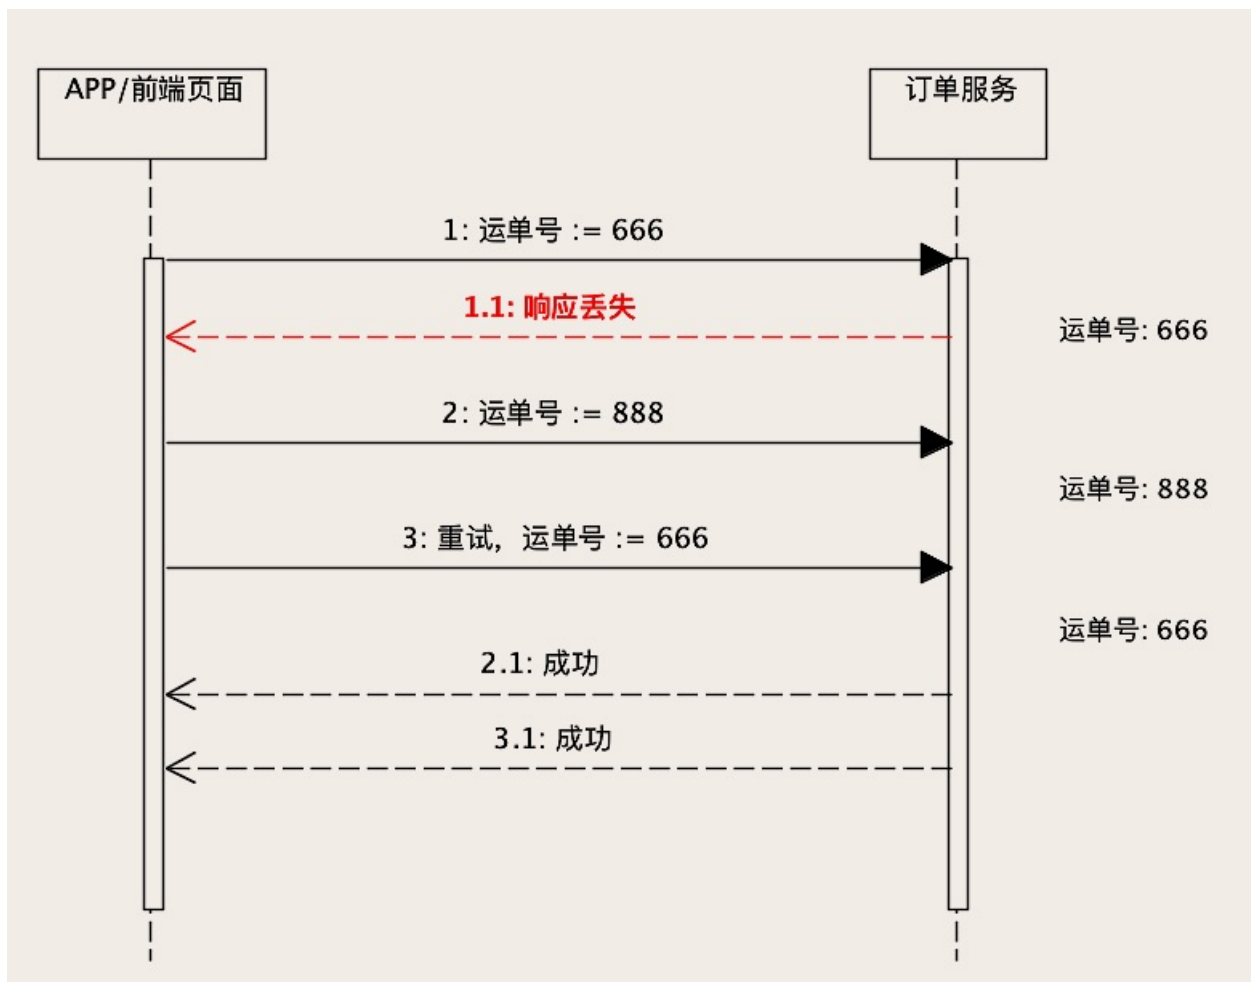 APP/前端页面
订单服务
1: 运单号 := 666
1.1: 响应丢失
运单号: 666
2: 运单号 := 888
运单号: 888
3: 重试，运单号 := 666
运单号: 666
2.1: 成功
3.1: 成功